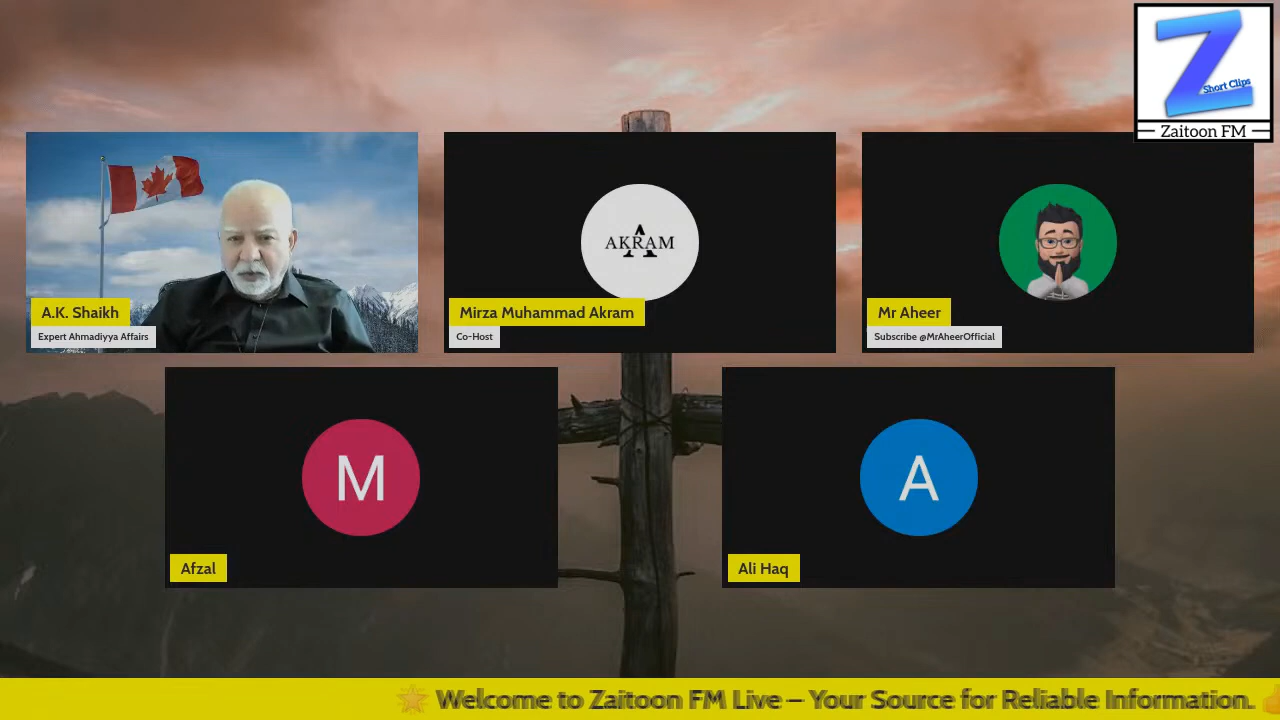 Short Clips
Zaitoon FM
A.K. Shaikh
Expert Ahmadiyya Affairs
AKRAM
A
Mirza Muhammad Akram
Co-Host
Mr Aheer
Subscribe @MrAheerOfficial
M
Afzal
A
Ali Haq
🌟 Welcome to Zaitoon FM Live – Your Source for Reliable Information.